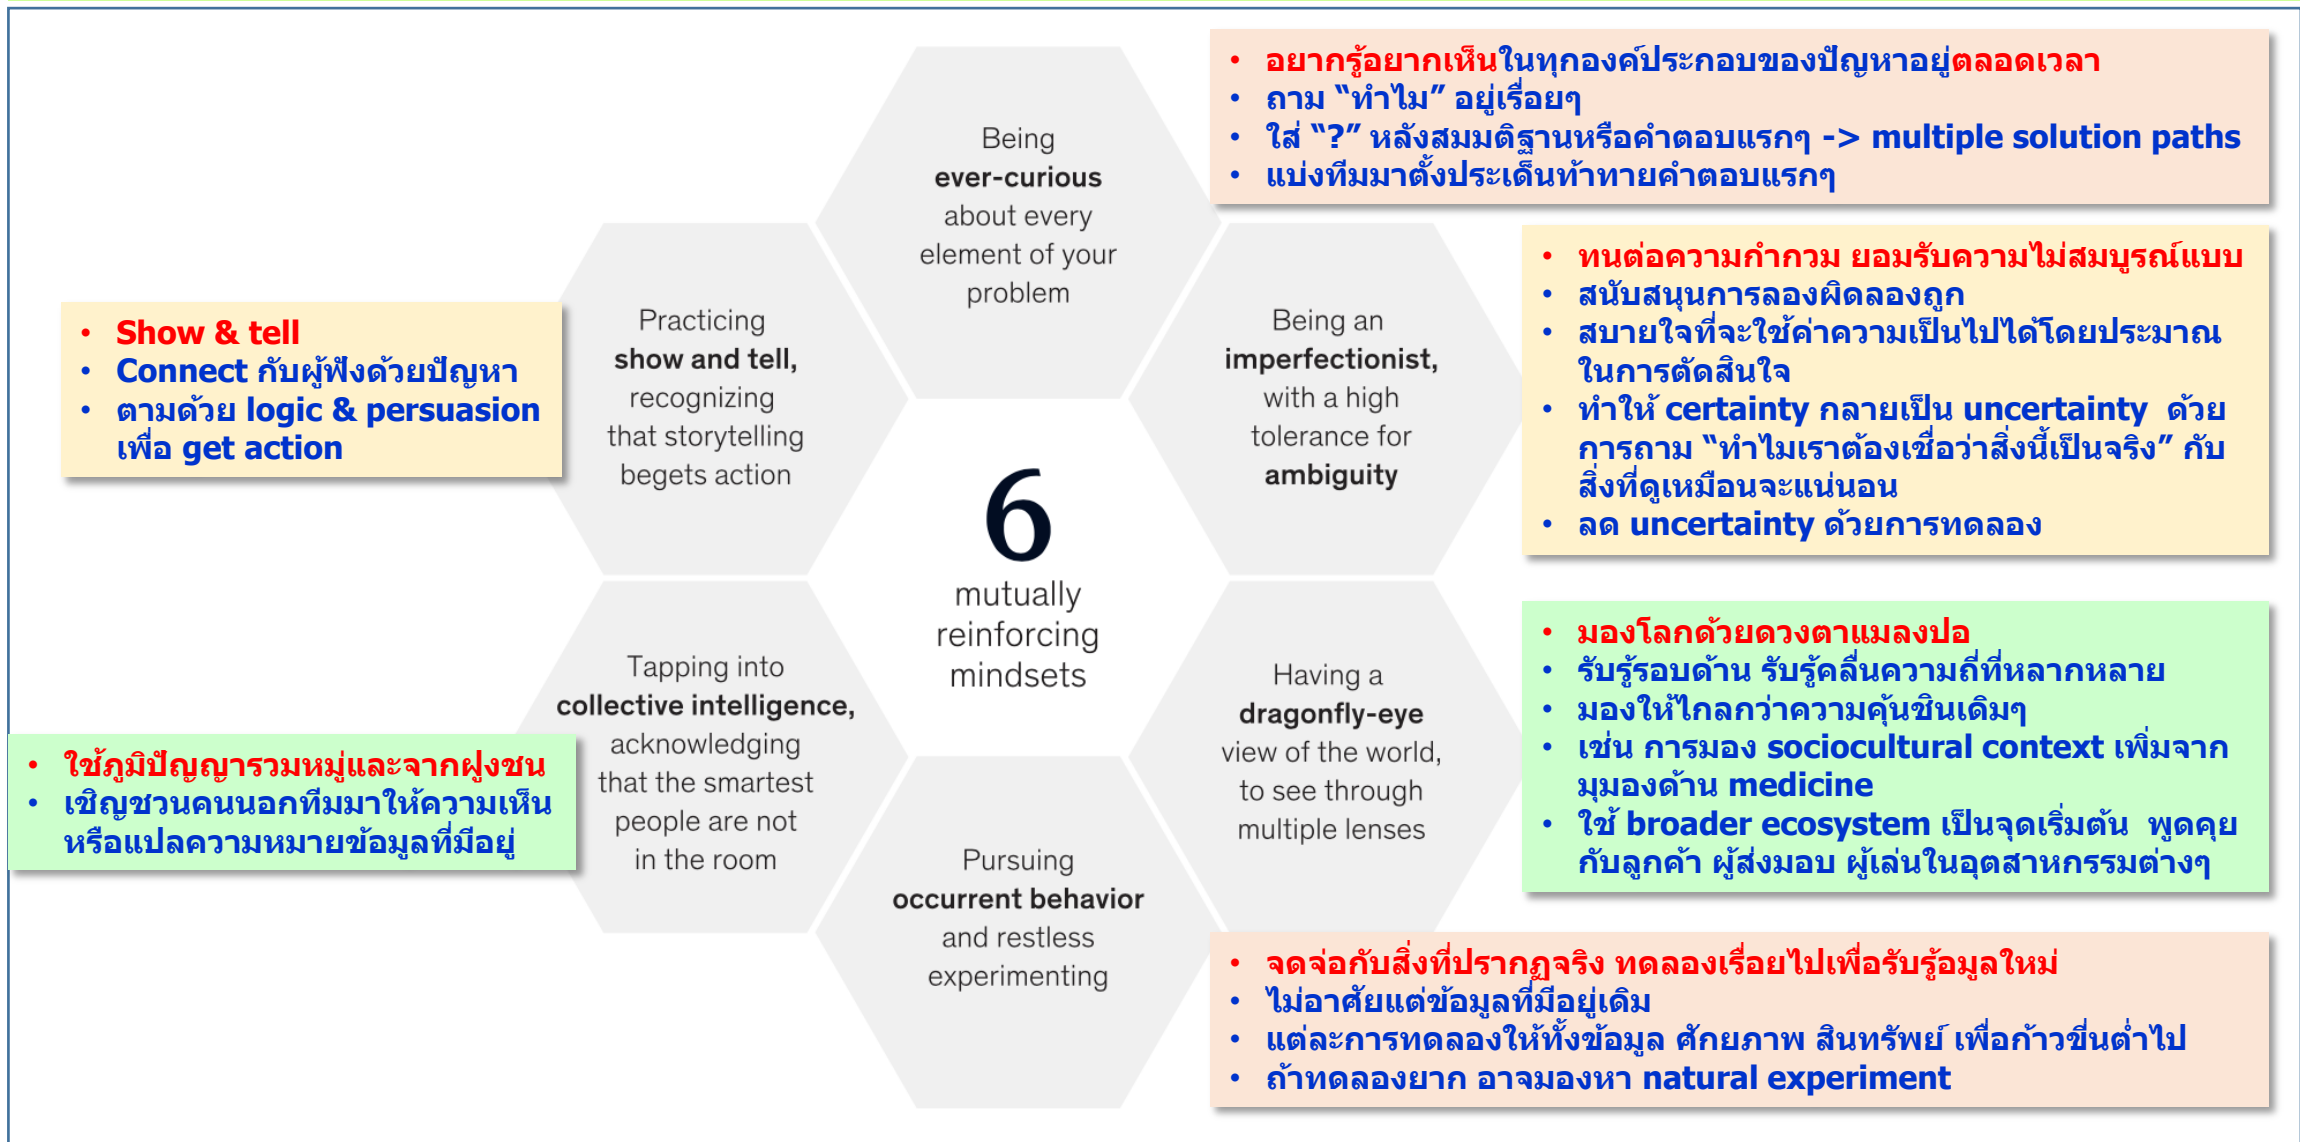 • อยากรู้อยากเห็นในทุกองค์ประกอบของปัญหาอยู่ตลอดเวลา
• ถาม “ทำไม” อยู่เรื่อยๆ
• ใส่ “?” หลังสมมติฐานหรือคำตอบแรกๆ -> multiple solution paths
• แบ่งทีมมาตั้งประเด็นท้าทายคำตอบแรกๆ
Being
ever-curious
about every
element of your
problem
• ทนต่อความกำกวม ยอมรับความไม่สมบูรณ์แบบ
• สนับสนุนการลองผิดลองถูก
• สบายใจที่จะใช้ค่าความเป็นไปได้โดยประมาณ
ในการตัดสินใจ
• ทำให้ certainty กลายเป็น uncertainty ด้วย
การถาม “ทำไมเราต้องเชื่อว่าสิ่งนี้เป็นจริง” กับ
สิ่งที่ดูเหมือนจะแน่นอน
• ลด uncertainty ด้วยการทดลอง
Being an
imperfectionist,
with a high
tolerance for
ambiguity
• Show & tell
• Connect กับผู้ฟังด้วยปัญหา
• ตามด้วย logic & persuasion
เพื่อ get action
Practicing
show and tell,
recognizing
that storytelling
begets action
6
mutually
reinforcing
mindsets
• มองโลกด้วยดวงตาแมลงปอ
• รับรู้รอบด้าน รับรู้คลื่นความถี่ที่หลากหลาย
• มองให้ไกลกว่าความคุ้นชินเดิมๆ
• เช่น การมอง sociocultural context เพิ่มจาก
มุมมองด้าน medicine
• ใช้ broader ecosystem เป็นจุดเริ่มต้น พูดคุย
กับลูกค้า ผู้ส่งมอบ ผู้เล่นในอุตสาหกรรมต่างๆ
Having a
dragonfly-eye
view of the world,
to see through
multiple lenses
Tapping into
collective intelligence,
acknowledging
that the smartest
people are not
in the room
• ใช้ภูมิปัญญารวมหมู่และจากฝูงชน
• เชิญชวนคนนอกทีมมาให้ความเห็น
หรือแปลความหมายข้อมูลที่มีอยู่
Pursuing
occurrent behavior
and restless
experimenting
• จดจ่อกับสิ่งที่ปรากฏจริง ทดลองเรื่อยไปเพื่อรับรู้อมูลใหม่
• ไม่อาศัยแต่ข้อมูลที่มีอยู่เดิม
• แต่ละการทดลองให้ทั้งข้อมูล ศักยภาพ สินทรัพย์ เพื่อก้าวขี่นต่ำไป
• ถ้าทดลองยาก อาจมองหา natural experiment